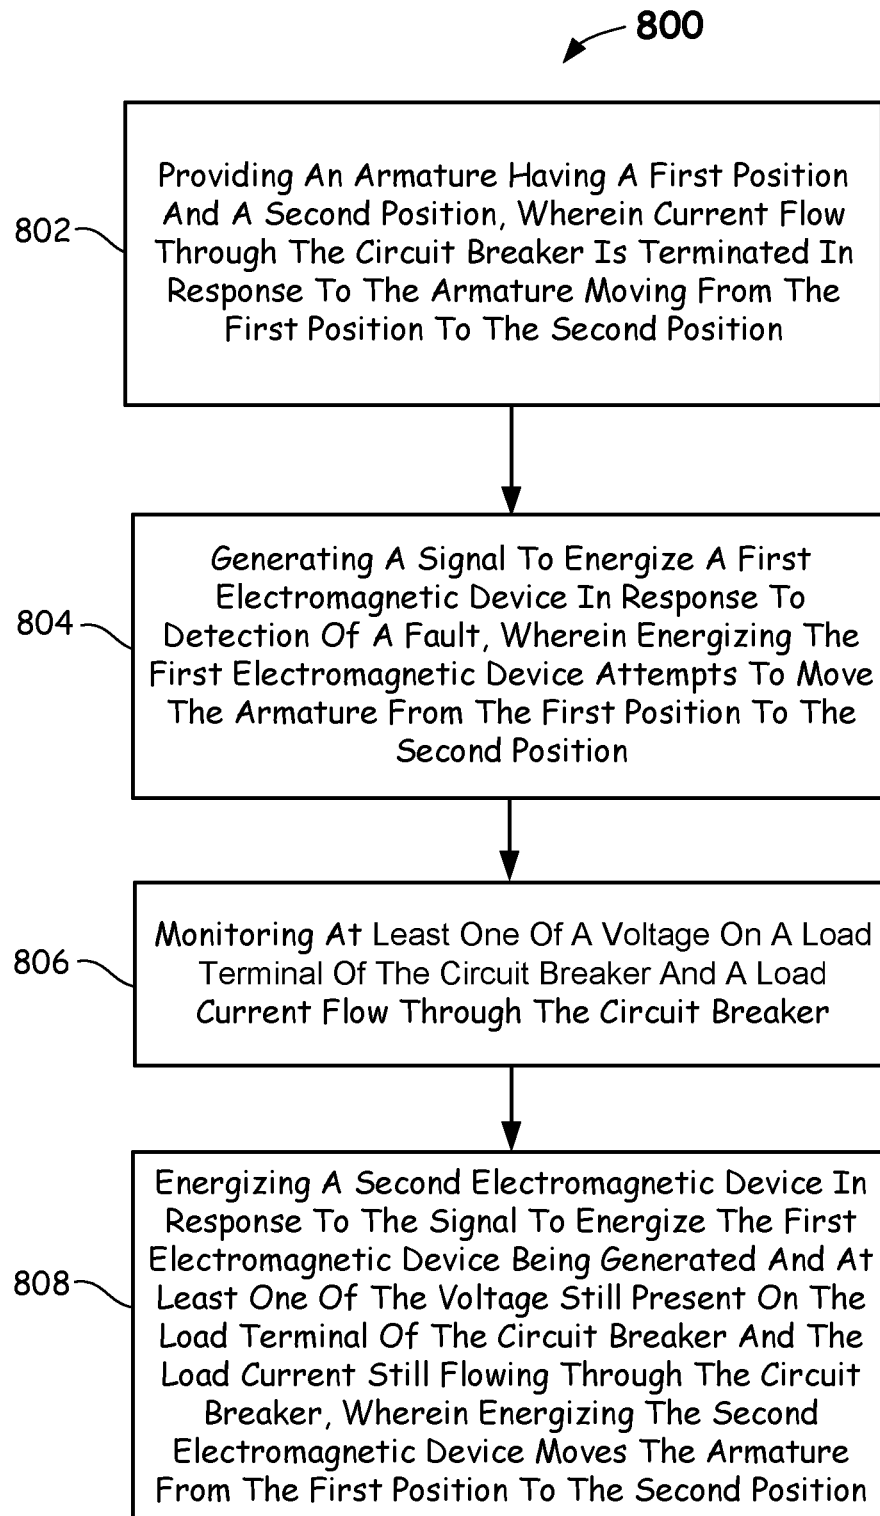 800
802
Providing An Armature Having A First Position
And A Second Position, Wherein Current Flow
Through The Circuit Breaker Is Terminated In
Response To The Armature Moving From The
First Position To The Second Position
804
Generating A Signal To Energize A First
Electromagnetic Device In Response To
Detection Of A Fault, Wherein Energizing The
First Electromagnetic Device Attempts To Move
The Armature From The First Position To The
Second Position
806
Monitoring At Least One Of A Voltage On A Load
Terminal Of The Circuit Breaker And A Load
Current Flow Through The Circuit Breaker
808
Energizing A Second Electromagnetic Device In
Response To The Signal To Energize The First
Electromagnetic Device Being Generated And At
Least One Of The Voltage Still Present On The
Load Terminal Of The Circuit Breaker And The
Load Current Still Flowing Through The Circuit
Breaker, Wherein Energizing The Second
Electromagnetic Device Moves The Armature
From The First Position To The Second Position